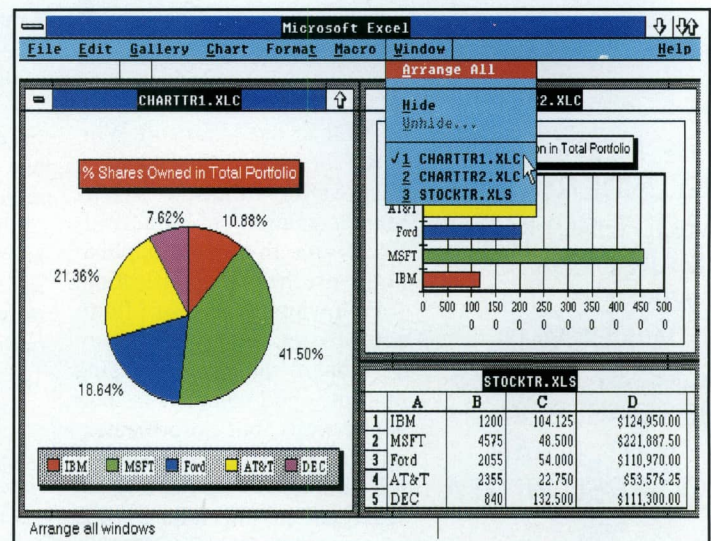 Microsoft Excel
File Edit Gallery Chart Format Macro Window Help
Arrange All
Hide
Unhide...
✓1 CHARTTR1.XLC
2 CHARTTR2.XLC
3 STOCKTR.XLS
CHARTTR1.XLC
% Shares Owned in Total Portfolio
7.62% 10.88%
21.36%
41.50%
18.64%
IBM MSFT Ford AT&T DEC
2.XLC
on in Total Portfolio
AT&T
Ford
MSFT
IBM
0 500 100 150 200 250 300 350 400 450 500
0 0 0 0 0 0 0 0 0
STOCKTR.XLS
A B C D
1 IBM 1200 104.125 $124,950.00
2 MSFT 4575 48.500 $221,887.50
3 Ford 2055 54.000 $110,970.00
4 AT&T 2355 22.750 $53,576.25
5 DEC 840 132.500 $111,300.00
Arrange all windows